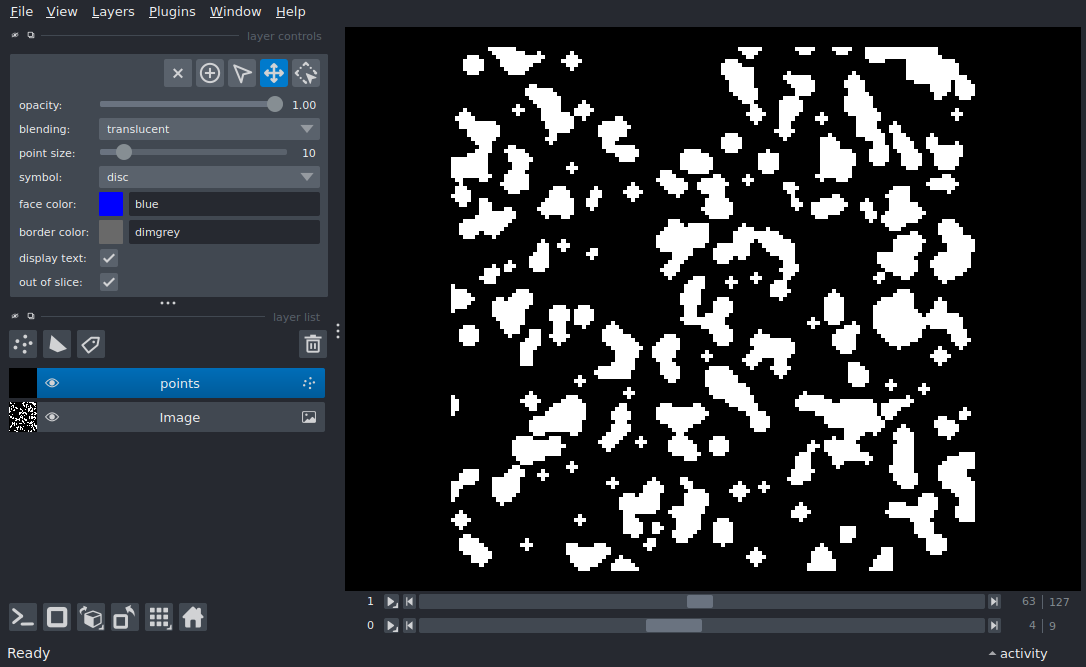 File View Layers Plugins Window Help
layer controls
opacity: 1.00
blending: translucent
point size: 10
symbol: disc
face color: blue
border color: dimgrey
display text:
out of slice:
layer list
points
Image
1 63 127
0 4 9
Ready activity